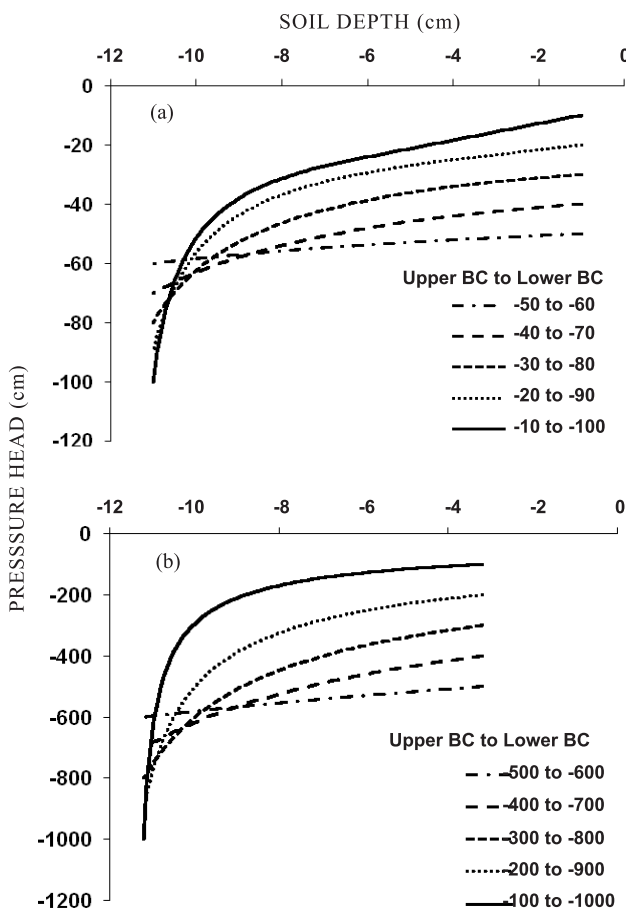 SOIL DEPTH (cm)
-12 -10 -8 -6 -4 -2 0
0
(a)
-20
-40
-60
-80
-100
-120
Upper BC to Lower BC
-50 to -60
-40 to -70
-30 to -80
-20 to -90
-10 to -100
PRESSSURE HEAD (cm)
-12 -10 -8 -6 -4 -2 0
0
(b)
-200
-400
-600
-800
-1000
-1200
Upper BC to Lower BC
-500 to -600
-400 to -700
-300 to -800
-200 to -900
-100 to -1000